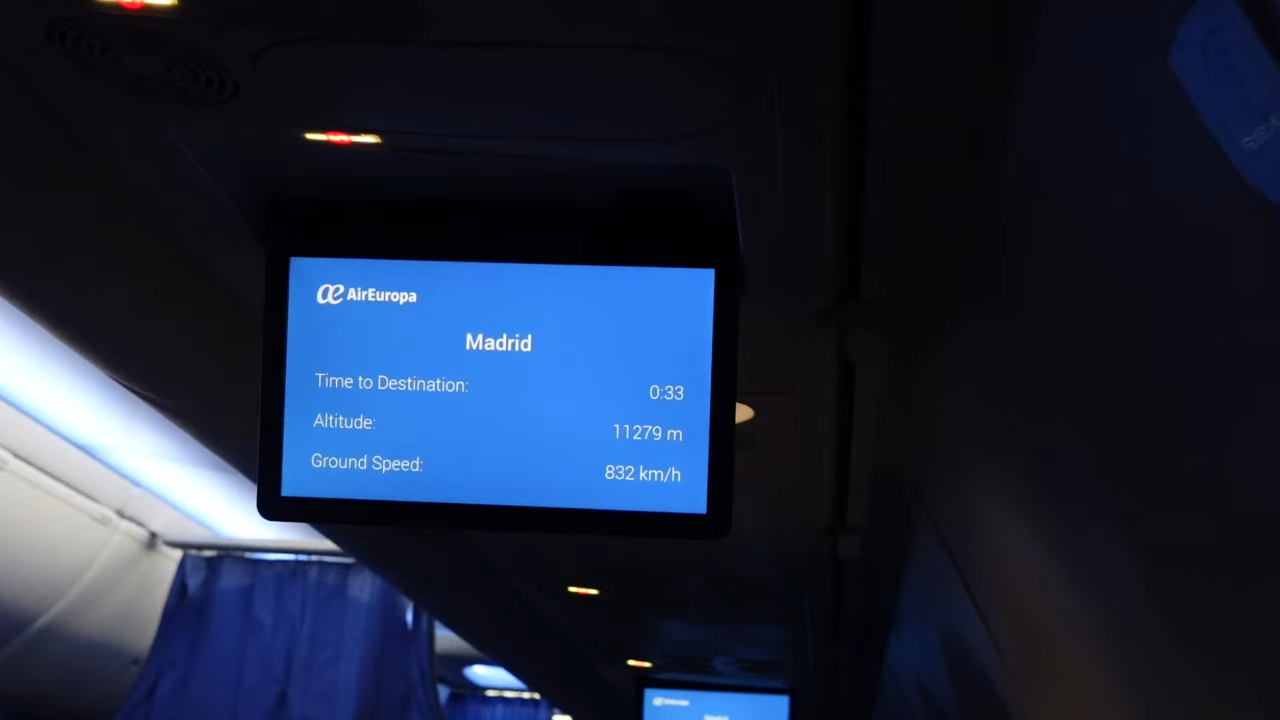 æ AirEuropa
Madrid
Time to Destination: 0:33
Altitude: 11279 m
Ground Speed: 832 km/h